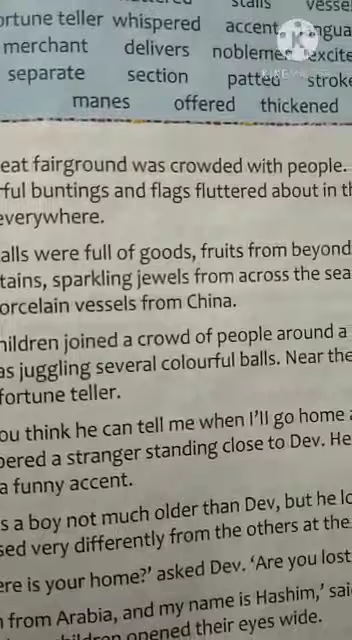 stalls
fortune teller whispered accent
merchant delivers noblemen
separate section patted stroke
manes offered thickened
eat fairground was crowded with people.
ful buntings and flags fluttered about in th
everywhere.
alls were full of goods, fruits from beyond
tains, sparkling jewels from across the sea
orcelain vessels from China.
hildren joined a crowd of people around a
as juggling several colourful balls. Near the
fortune teller.
ou think he can tell me when I'll go home
pered a stranger standing close to Dev. He
a funny accent.
s a boy not much older than Dev, but he lo
sed very differently from the others at the
ere is your home?' asked Dev. 'Are you lost
from Arabia, and my name is Hashim,' sai
children opened their eyes wide.